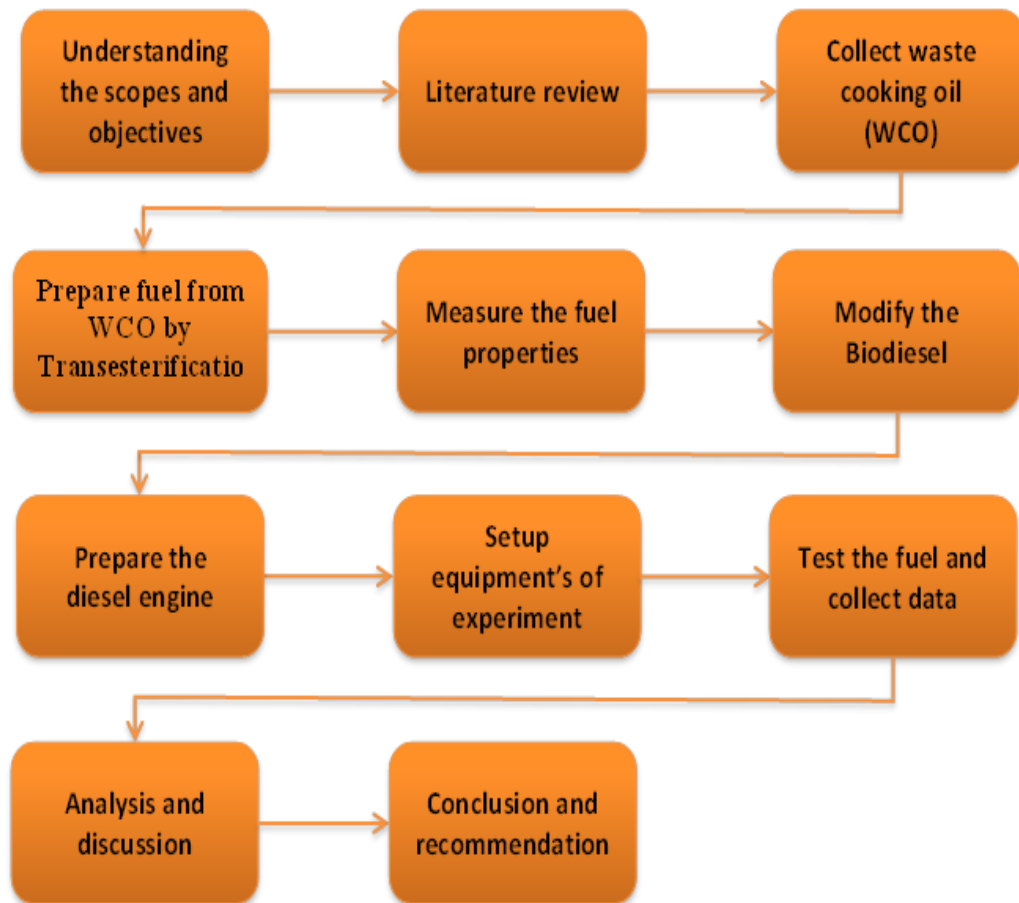 Understanding
the scopes and
objectives
Literature review
Collect waste
cooking oil
(WCO)
Prepare fuel from
WCO by
Transesterificatio
Measure the fuel
properties
Modify the
Biodiesel
Prepare the
diesel engine
Setup
equipment's of
experiment
Test the fuel and
collect data
Analysis and
discussion
Conclusion and
recommendation